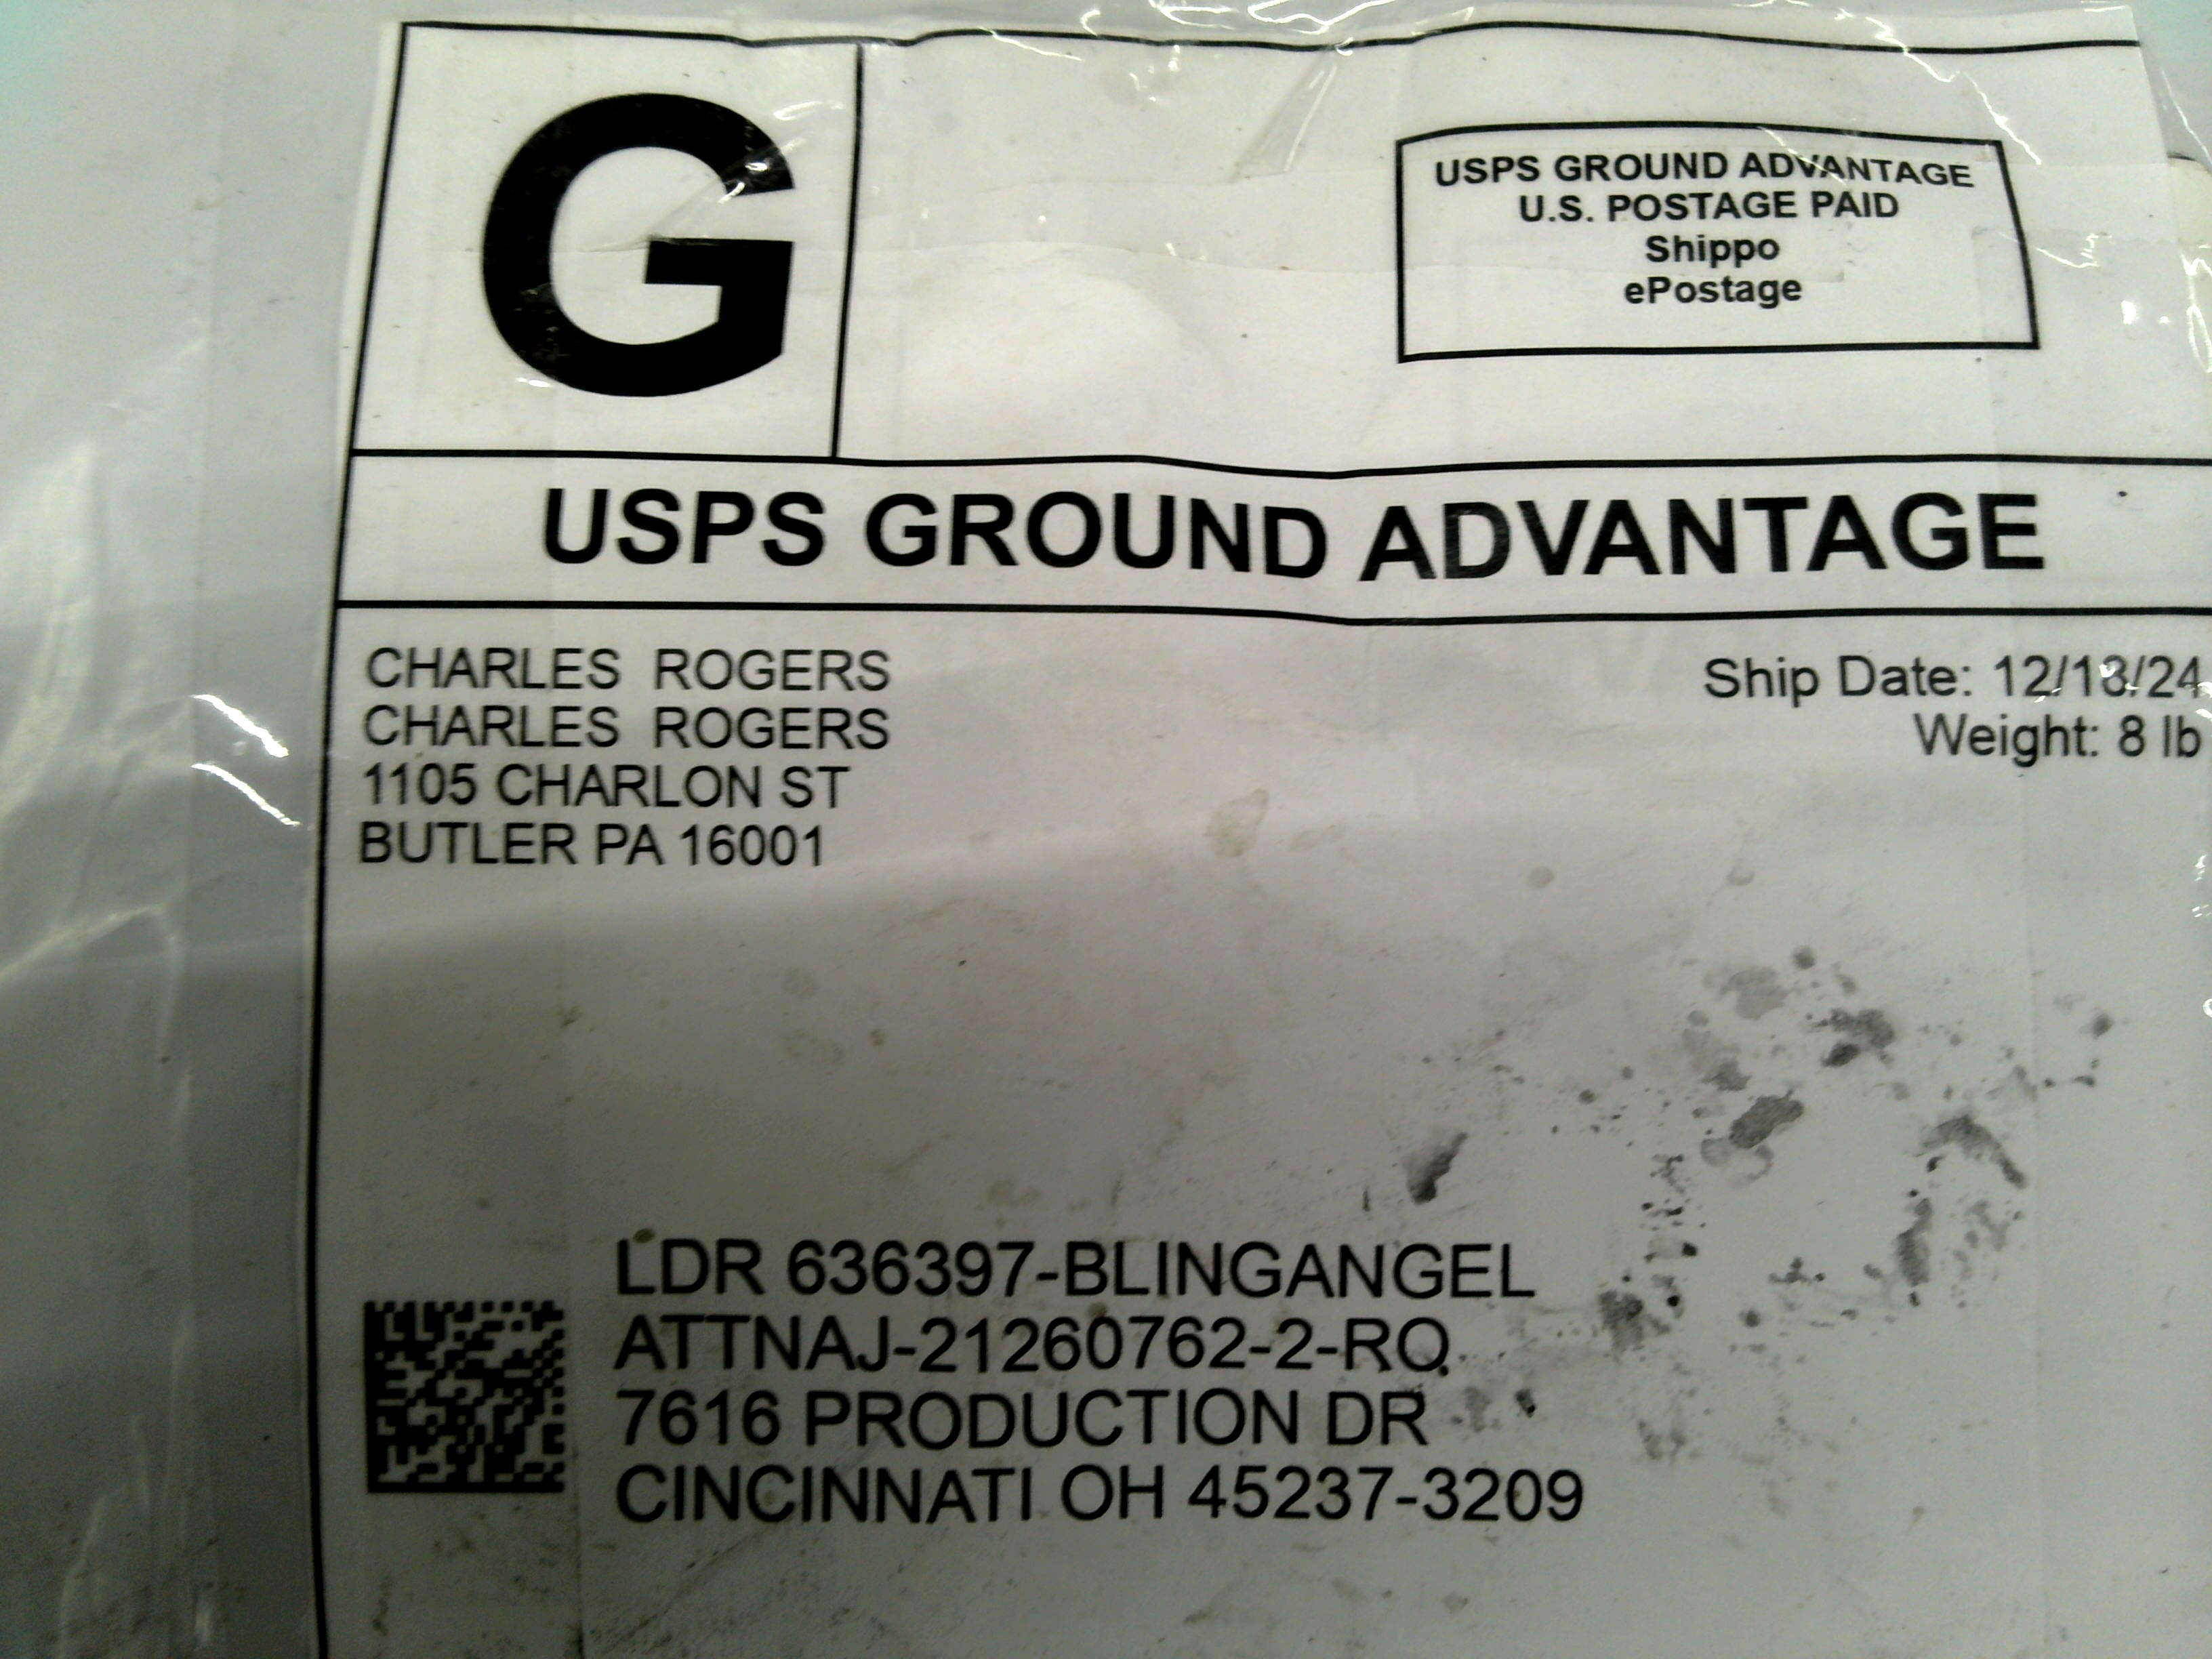 G
USPS GROUND ADVANTAGE
U.S. POSTAGE PAID
Shippo
ePostage
USPS GROUND ADVANTAGE
CHARLES ROGERS
CHARLES ROGERS
1105 CHARLON ST
BUTLER PA 16001
Ship Date: 12/18/24
Weight: 8 lb
LDR 636397-BLINGANGEL
ATTNAJ-21260762-2-RO
7616 PRODUCTION DR
CINCINNATI OH 45237-3209